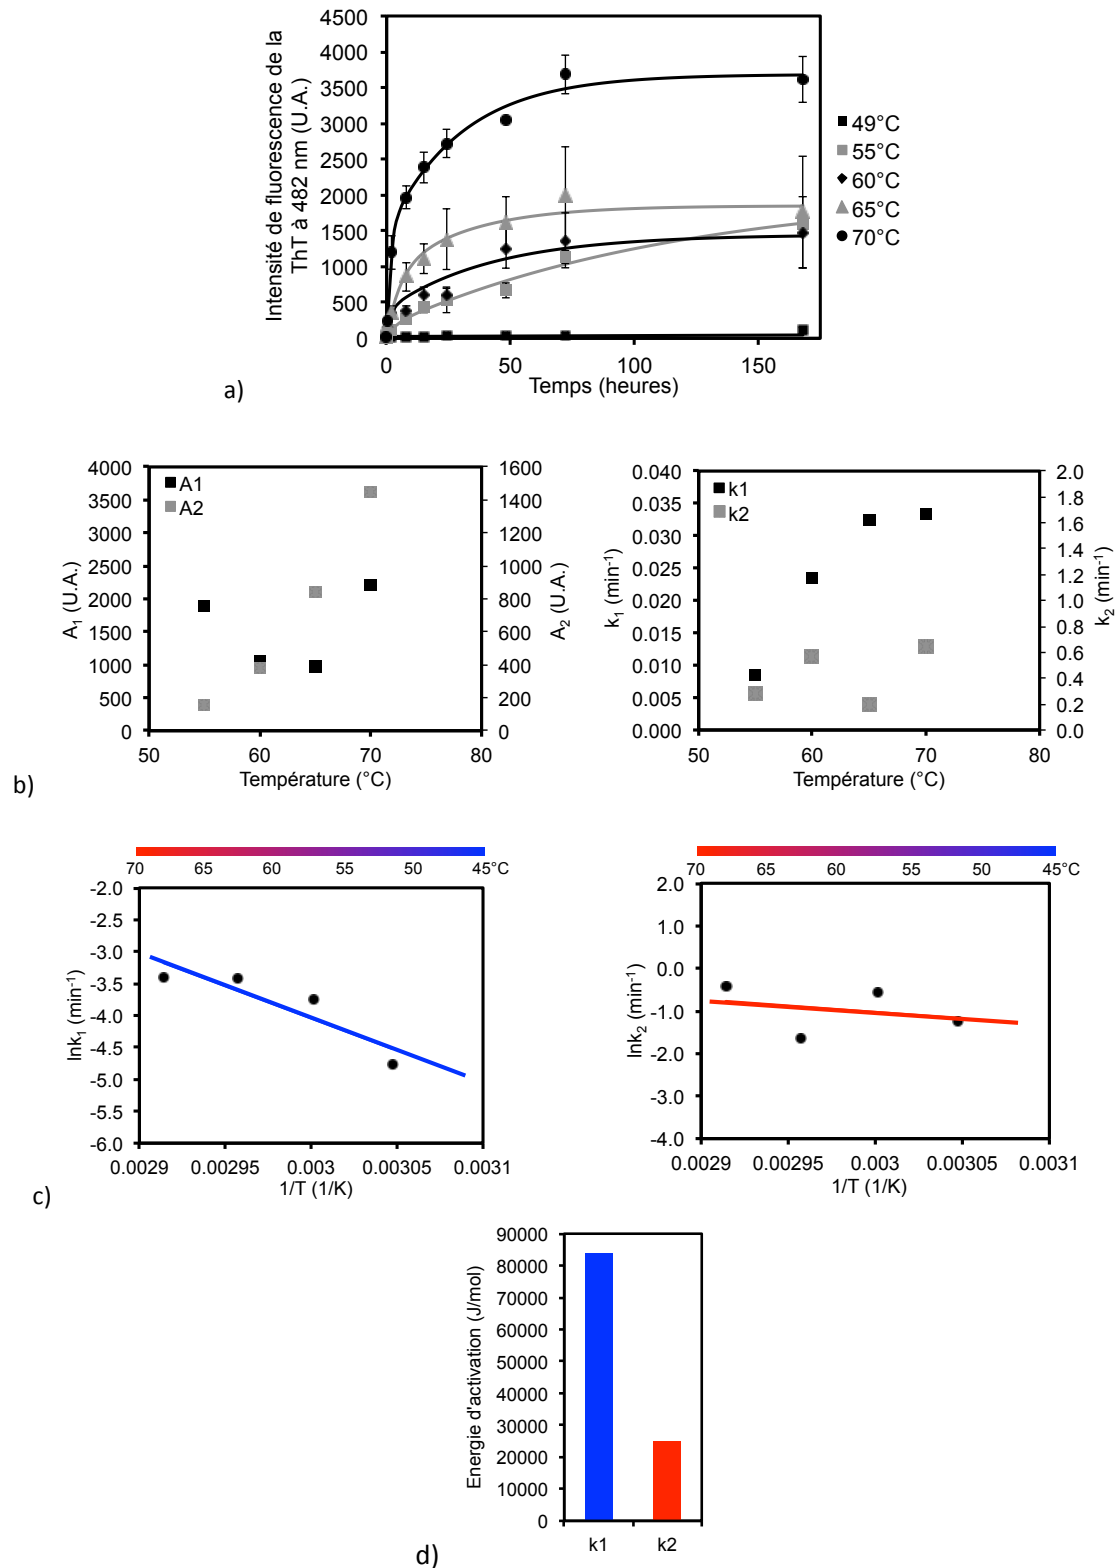 Intensité de fluorescence de la
ThT à 482 nm (U.A.)
4500
4000
3500
3000
2500
2000
1500
1000
500
0
0 50 100 150
Temps (heures)
49°C
55°C
60°C
65°C
70°C
a)
A1
A2
A₁ (U.A.)
4000
3500
3000
2500
2000
1500
1000
500
0
1600
1400
1200
1000
800
600
400
200
0
A₂ (U.A.)
50 60 70 80
Température (°C)
k1
k2
k₁ (min⁻¹)
0.040
0.035
0.030
0.025
0.020
0.015
0.010
0.005
0.000
2.0
1.8
1.6
1.4
1.2
1.0
0.8
0.6
0.4
0.2
0.0
k₂ (min⁻¹)
50 60 70 80
Température (°C)
b)
70 65 60 55 50 45°C
lnk₁ (min⁻¹)
-2.0
-2.5
-3.0
-3.5
-4.0
-4.5
-5.0
-5.5
-6.0
0.0029 0.00295 0.003 0.00305 0.0031
1/T (1/K)
70 65 60 55 50 45°C
lnk₂ (min⁻¹)
2.0
1.0
0.0
-1.0
-2.0
-3.0
-4.0
0.0029 0.00295 0.003 0.00305 0.0031
1/T (1/K)
c)
Energie d'activation (J/mol)
90000
80000
70000
60000
50000
40000
30000
20000
10000
0
k1 k2
d)